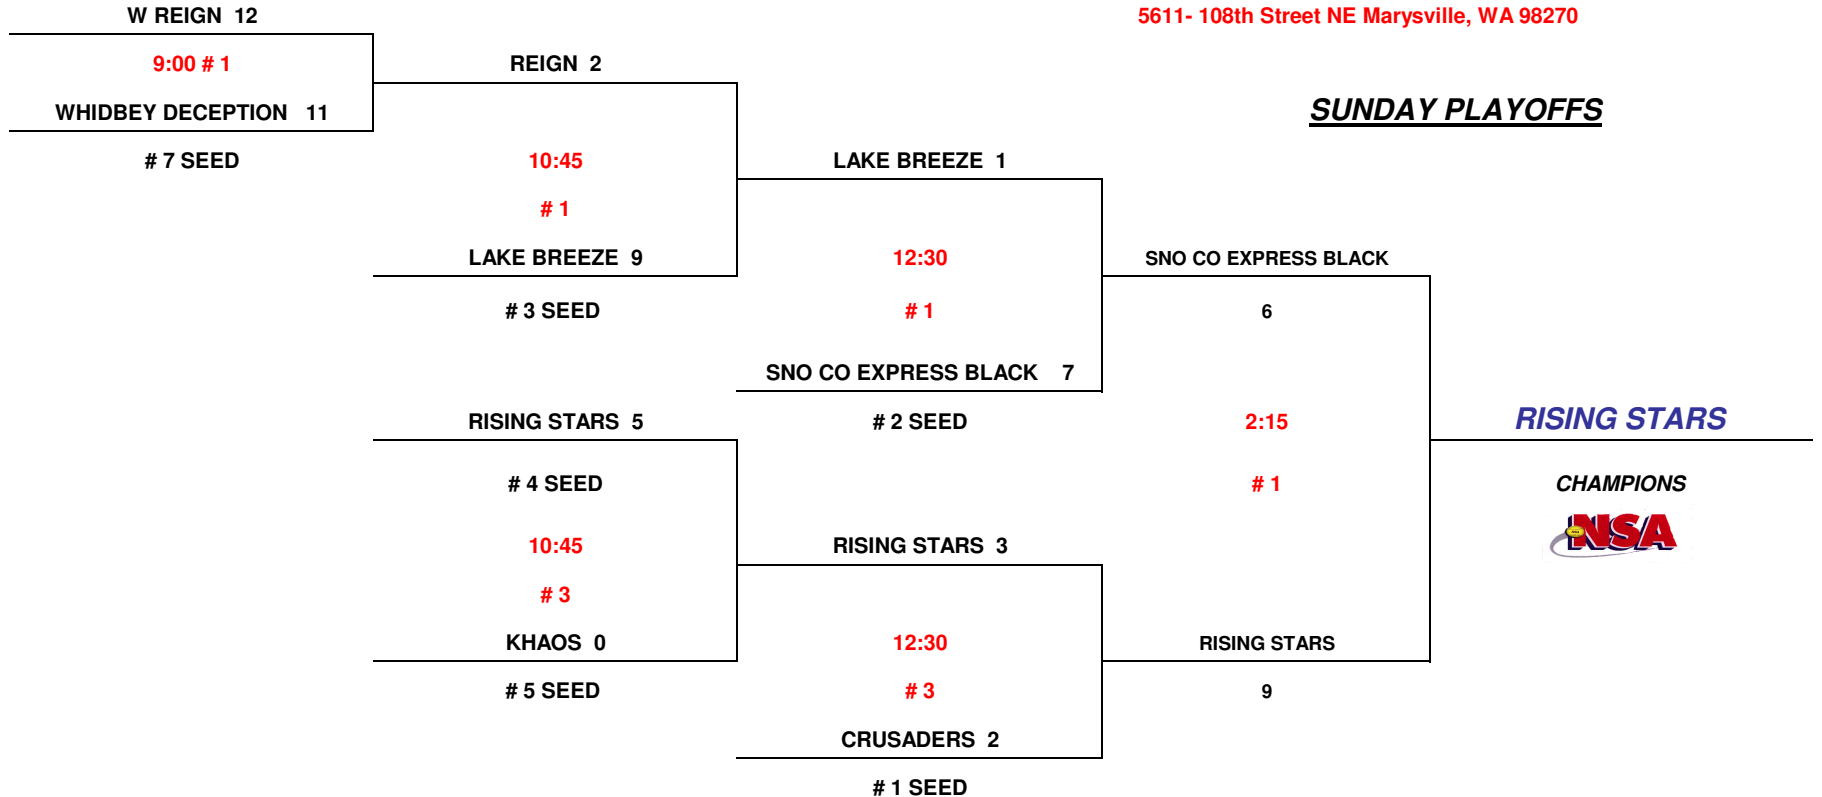 W REIGN 12
5611- 108th Street NE Marysville, WA 98270
9:00 # 1
REIGN 2
WHIDBEY DECEPTION 11
SUNDAY PLAYOFFS
# 7 SEED
10:45
LAKE BREEZE 1
# 1
LAKE BREEZE 9
12:30
SNO CO EXPRESS BLACK
# 3 SEED
# 1
6
SNO CO EXPRESS BLACK 7
RISING STARS 5
# 2 SEED
2:15
RISING STARS
# 4 SEED
# 1
CHAMPIONS
NSA
10:45
RISING STARS 3
# 3
KHAOS 0
12:30
RISING STARS
# 5 SEED
# 3
9
CRUSADERS 2
# 1 SEED